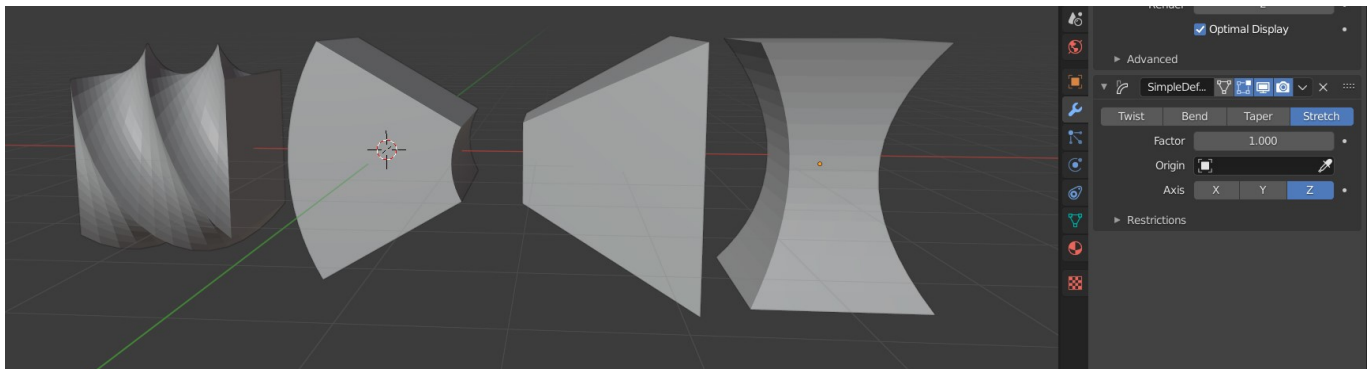 Optimal Display
Advanced
SimpleDef...
Twist Bend Taper Stretch
Factor 1.000
Origin
Axis X Y Z
Restrictions